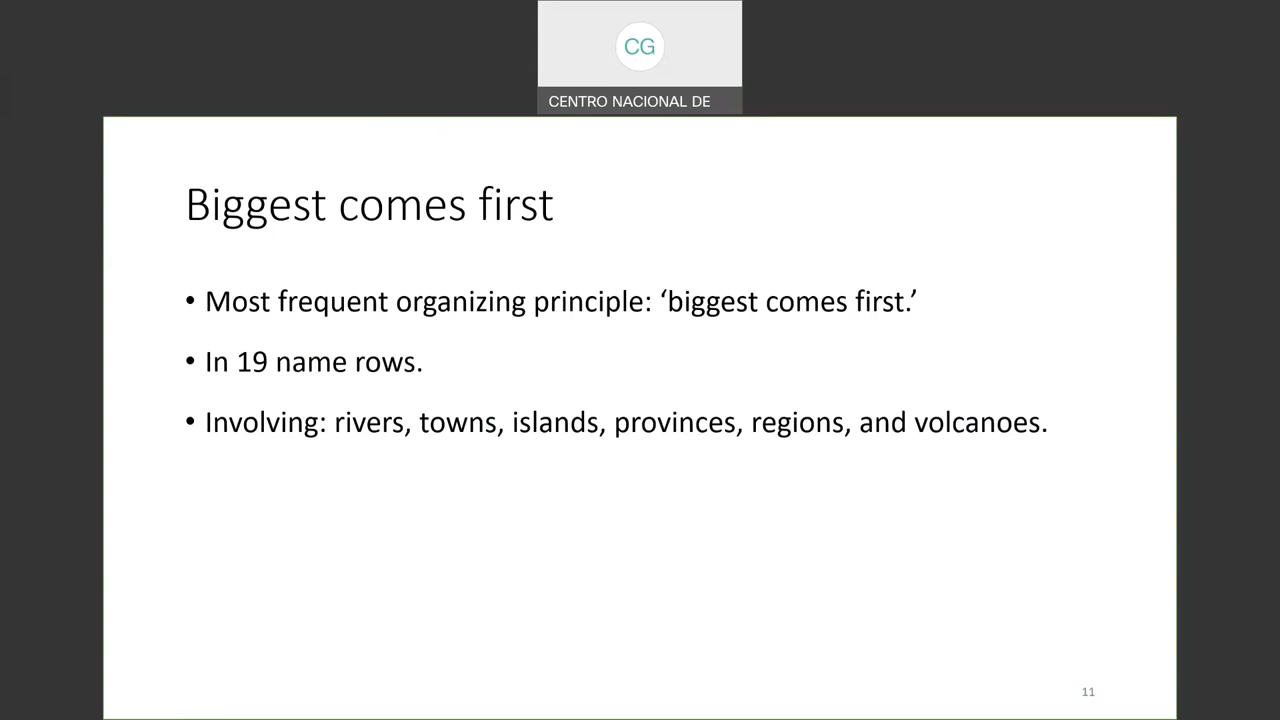 CG
CENTRO NACIONAL DE
Biggest comes first
• Most frequent organizing principle: ‘biggest comes first.’
• In 19 name rows.
• Involving: rivers, towns, islands, provinces, regions, and volcanoes.
11